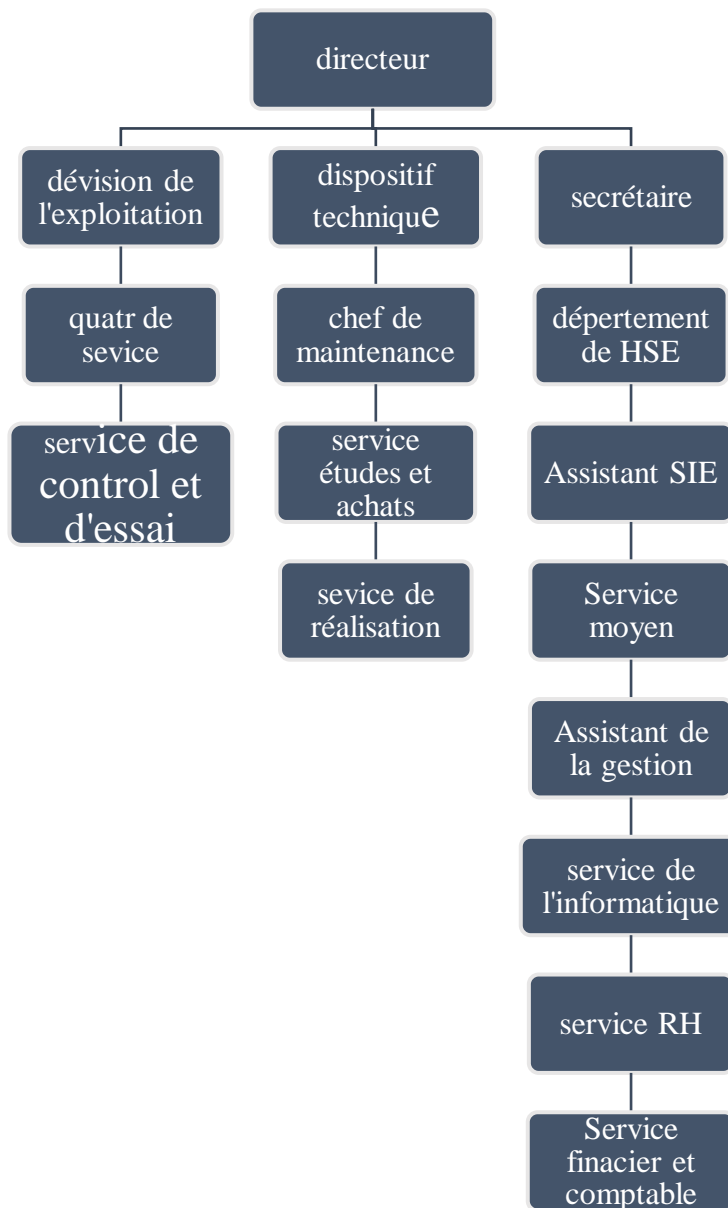 directeur
dévision de
l'exploitation
quatr de
sevice
service de
control et
d'essai
dispositif
technique
chef de
maintenance
service
études et
achats
sevice de
réalisation
secrétaire
dépertement
de HSE
Assistant SIE
Service
moyen
Assistant de
la gestion
service de
l'informatique
service RH
Service
finacier et
comptable